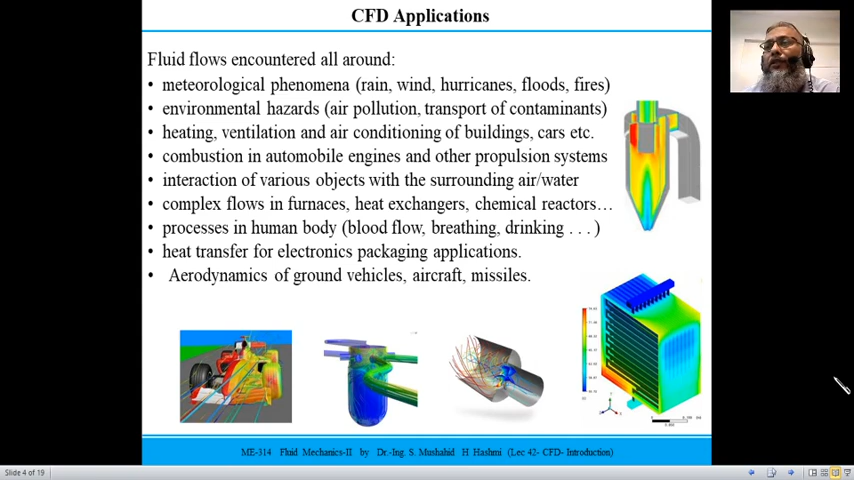 CFD Applications
Fluid flows encountered all around:
• meteorological phenomena (rain, wind, hurricanes, floods, fires)
• environmental hazards (air pollution, transport of contaminants)
• heating, ventilation and air conditioning of buildings, cars etc.
• combustion in automobile engines and other propulsion systems
• interaction of various objects with the surrounding air/water
• complex flows in furnaces, heat exchangers, chemical reactors…
• processes in human body (blood flow, breathing, drinking . . . )
• heat transfer for electronics packaging applications.
• Aerodynamics of ground vehicles, aircraft, missiles.
ME-314 Fluid Mechanics-II by Dr.-Ing. S. Mushahid H Hashmi (Lec 42- CFD- Introduction)
Slide 4 of 19